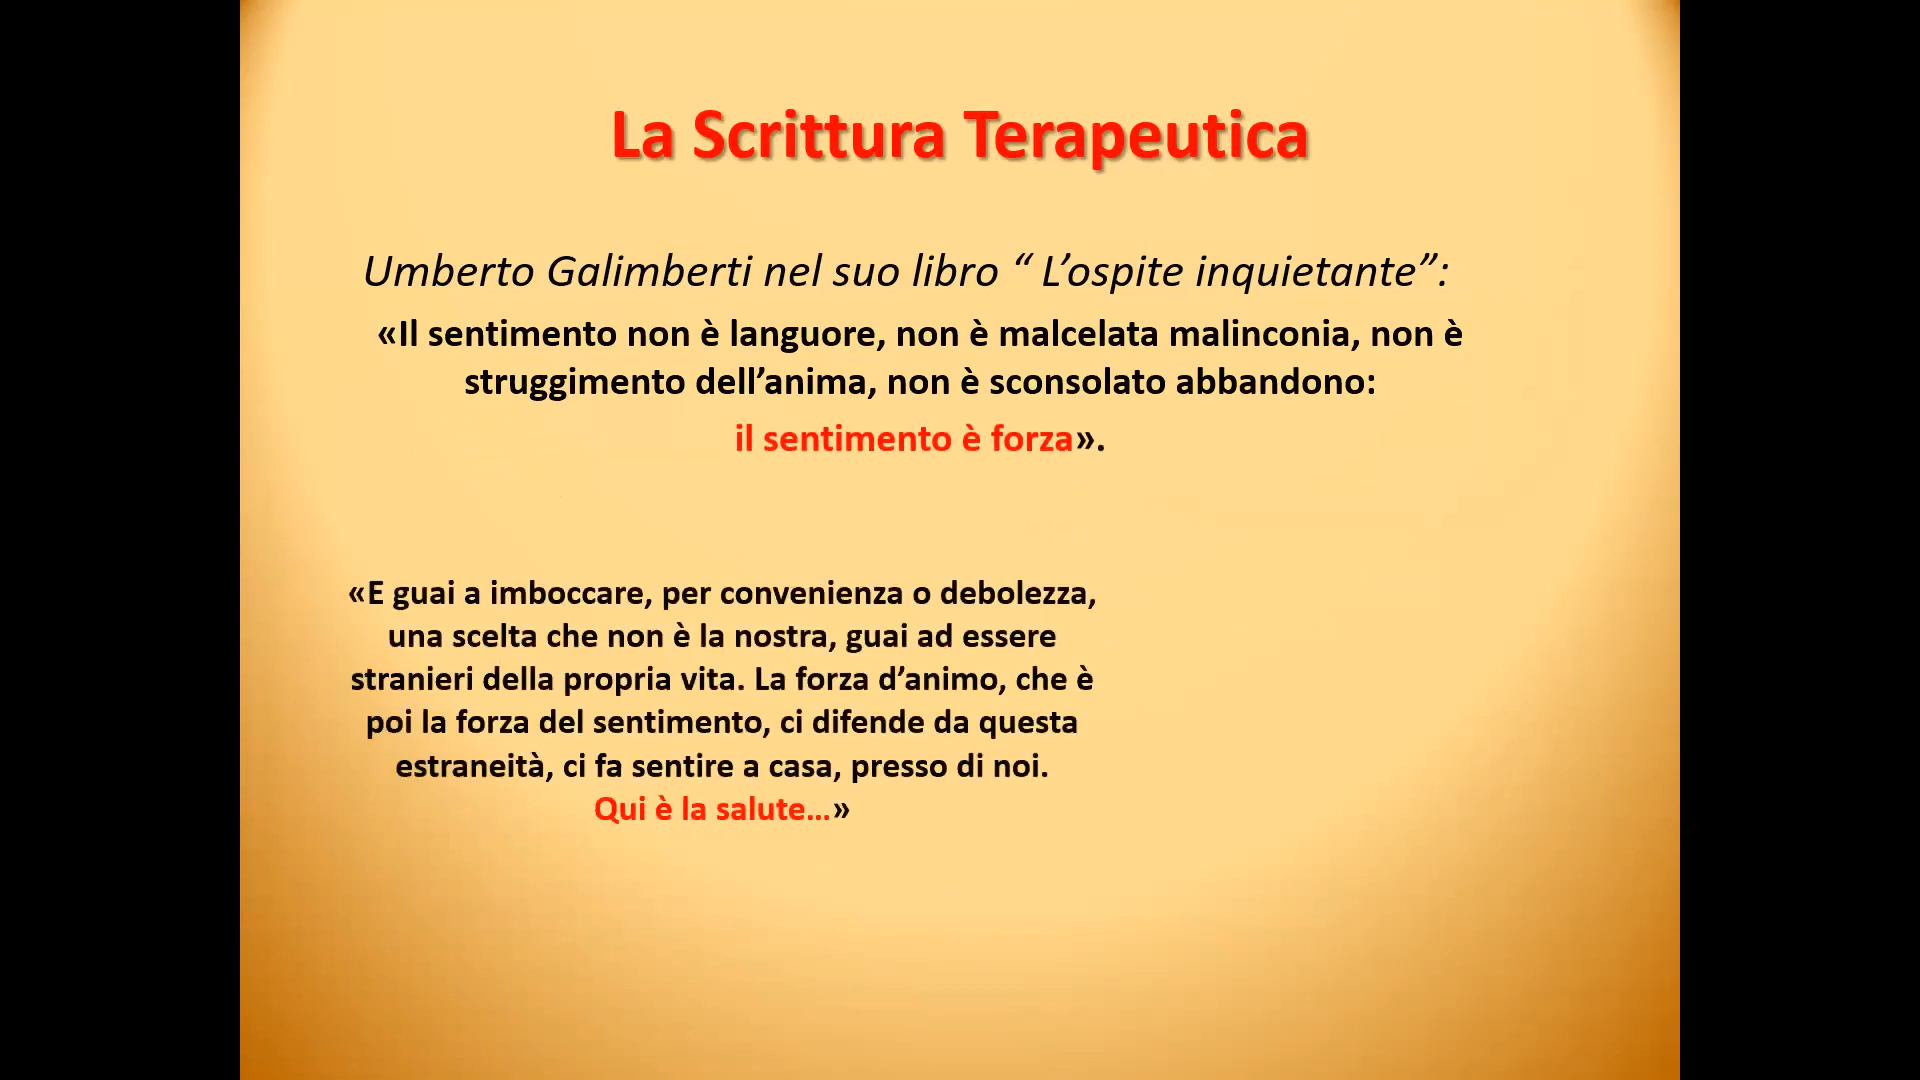 La Scrittura Terapeutica
Umberto Galimberti nel suo libro “ L’ospite inquietante”:
«Il sentimento non è languore, non è malcelata malinconia, non è
struggimento dell’anima, non è sconsolato abbandono:
il sentimento è forza».
«E guai a imboccare, per convenienza o debolezza,
una scelta che non è la nostra, guai ad essere
stranieri della propria vita. La forza d’animo, che è
poi la forza del sentimento, ci difende da questa
estraneità, ci fa sentire a casa, presso di noi.
Qui è la salute…»